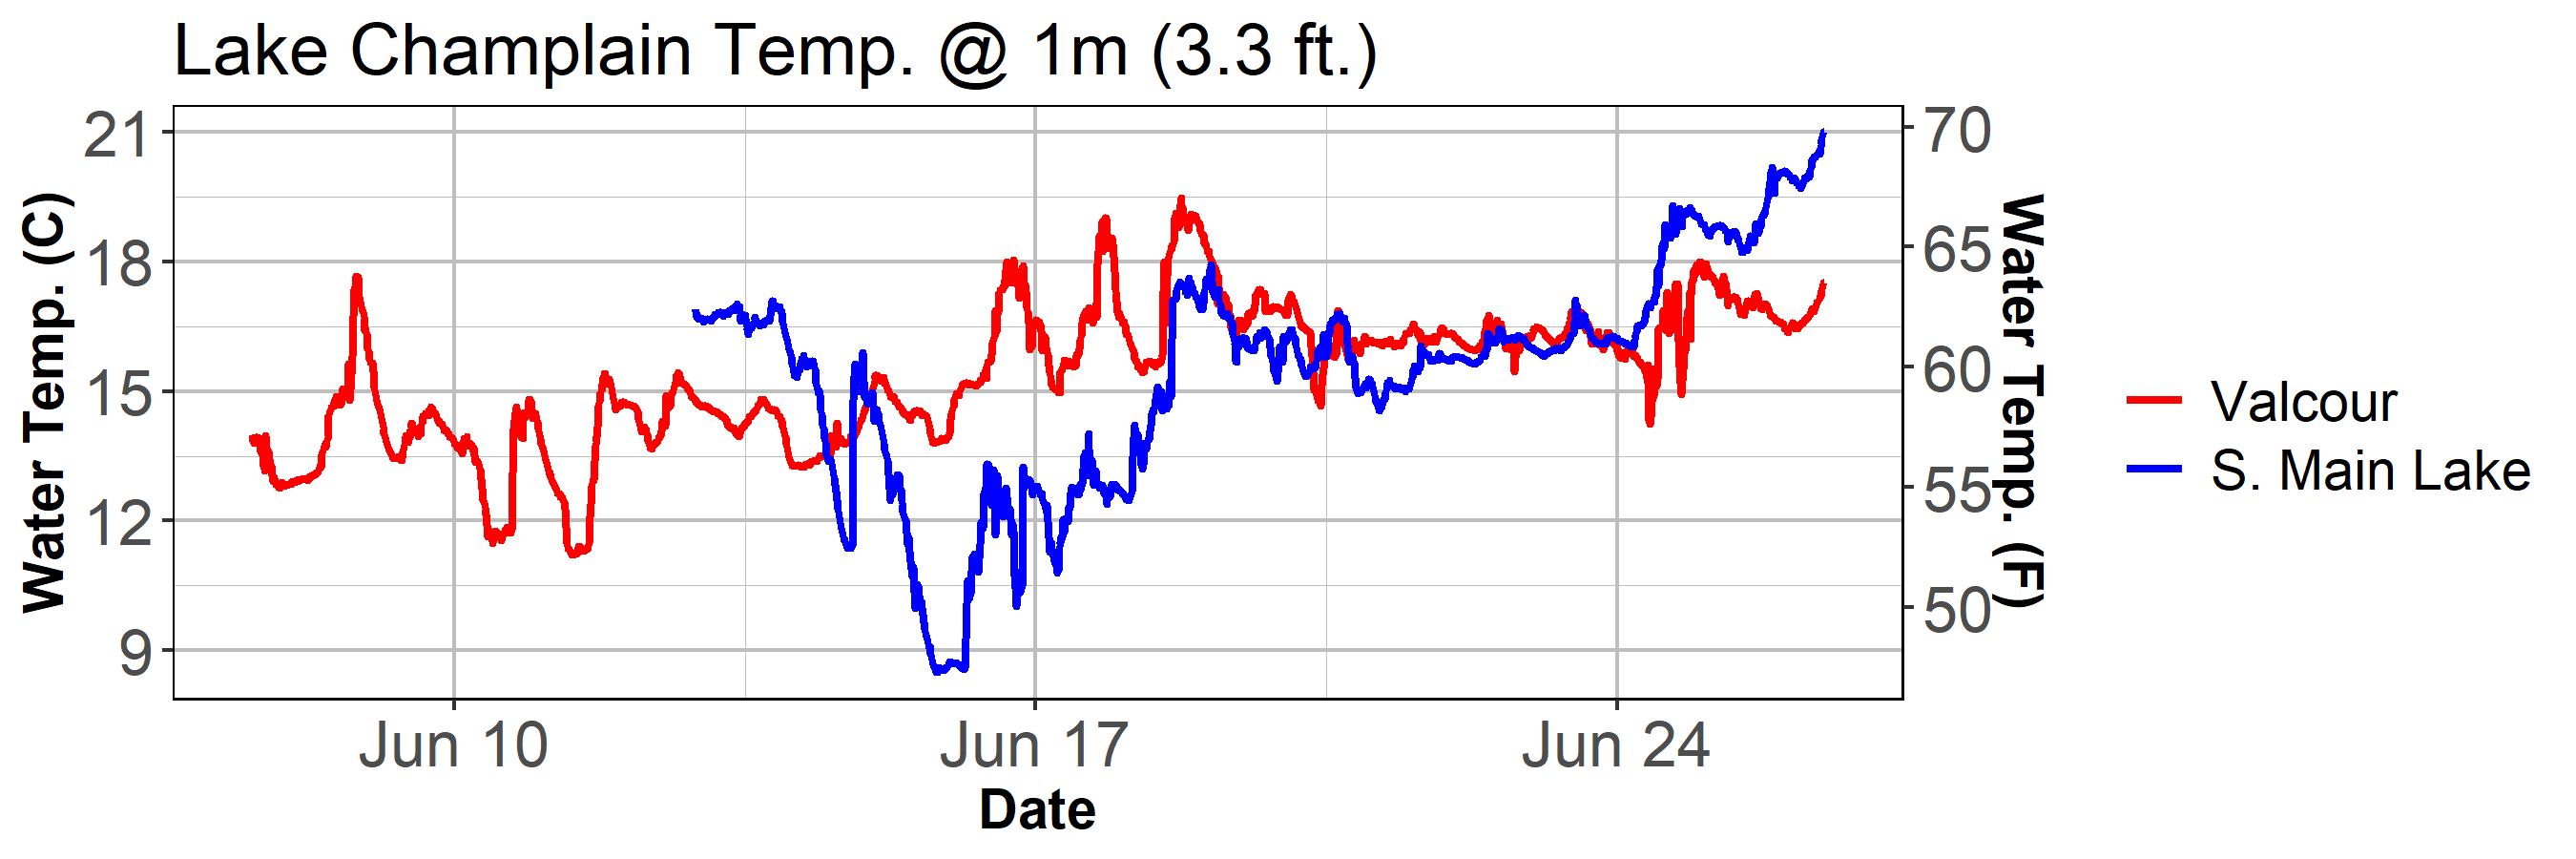 Lake Champlain Temp. @ 1m (3.3 ft.)
Water Temp. (C)
21
18
15
12
9
70
65
60
55
50
Water Temp. (F)
Jun 10
Jun 17
Jun 24
Date
Valcour
S. Main Lake